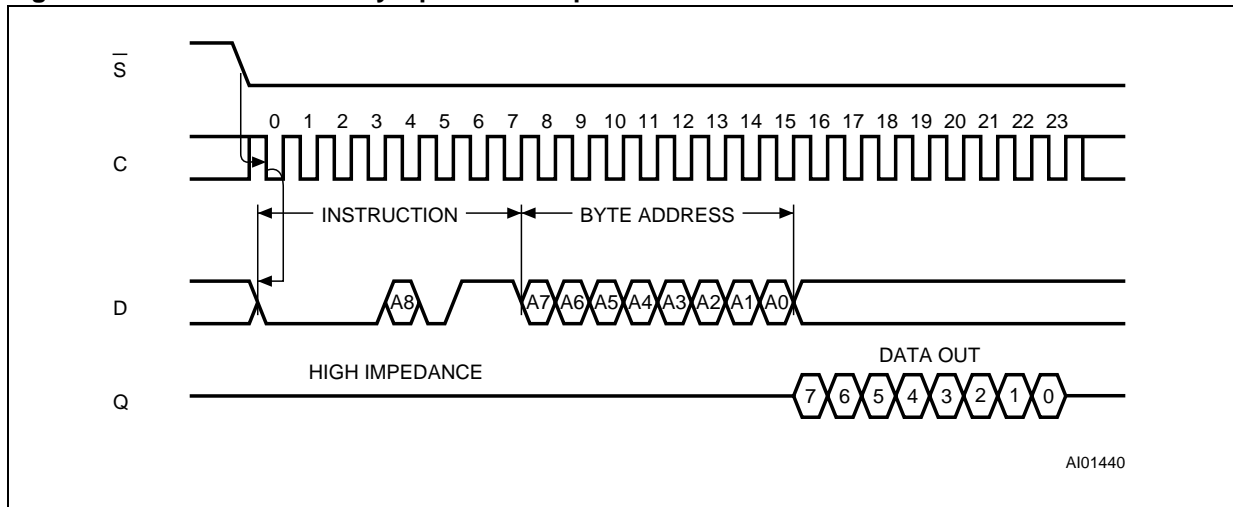 S
0 1 2 3 4 5 6 7 8 9 10 11 12 13 14 15 16 17 18 19 20 21 22 23
C
INSTRUCTION BYTE ADDRESS
D A8 A7 A6 A5 A4 A3 A2 A1 A0
DATA OUT
HIGH IMPEDANCE
Q 7 6 5 4 3 2 1 0
AI01440